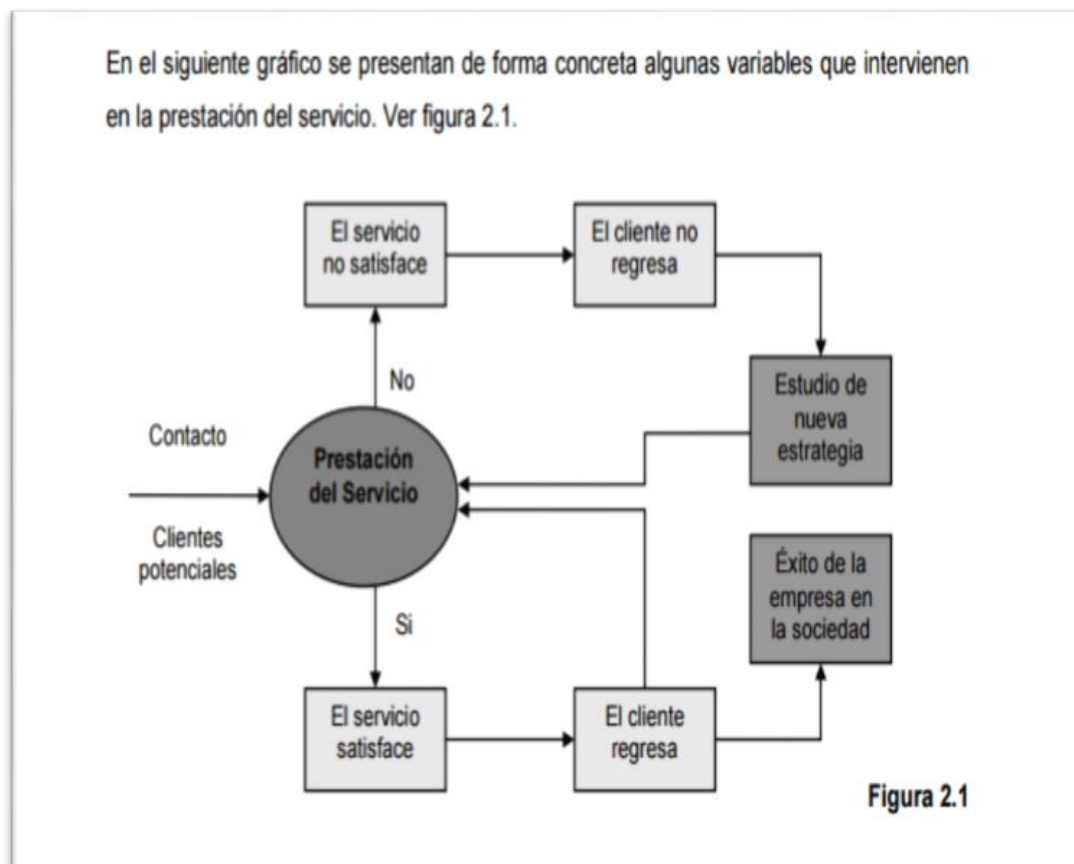 En el siguiente gráfico se presentan de forma concreta algunas variables que intervienen
en la prestación del servicio. Ver figura 2.1.
El servicio
no satisface
El cliente no
regresa
No
Estudio de
nueva
estrategia
Contacto
Prestación
del Servicio
Clientes
potenciales
Éxito de la
empresa en
la sociedad
Si
El servicio
satisface
El cliente
regresa
Figura 2.1